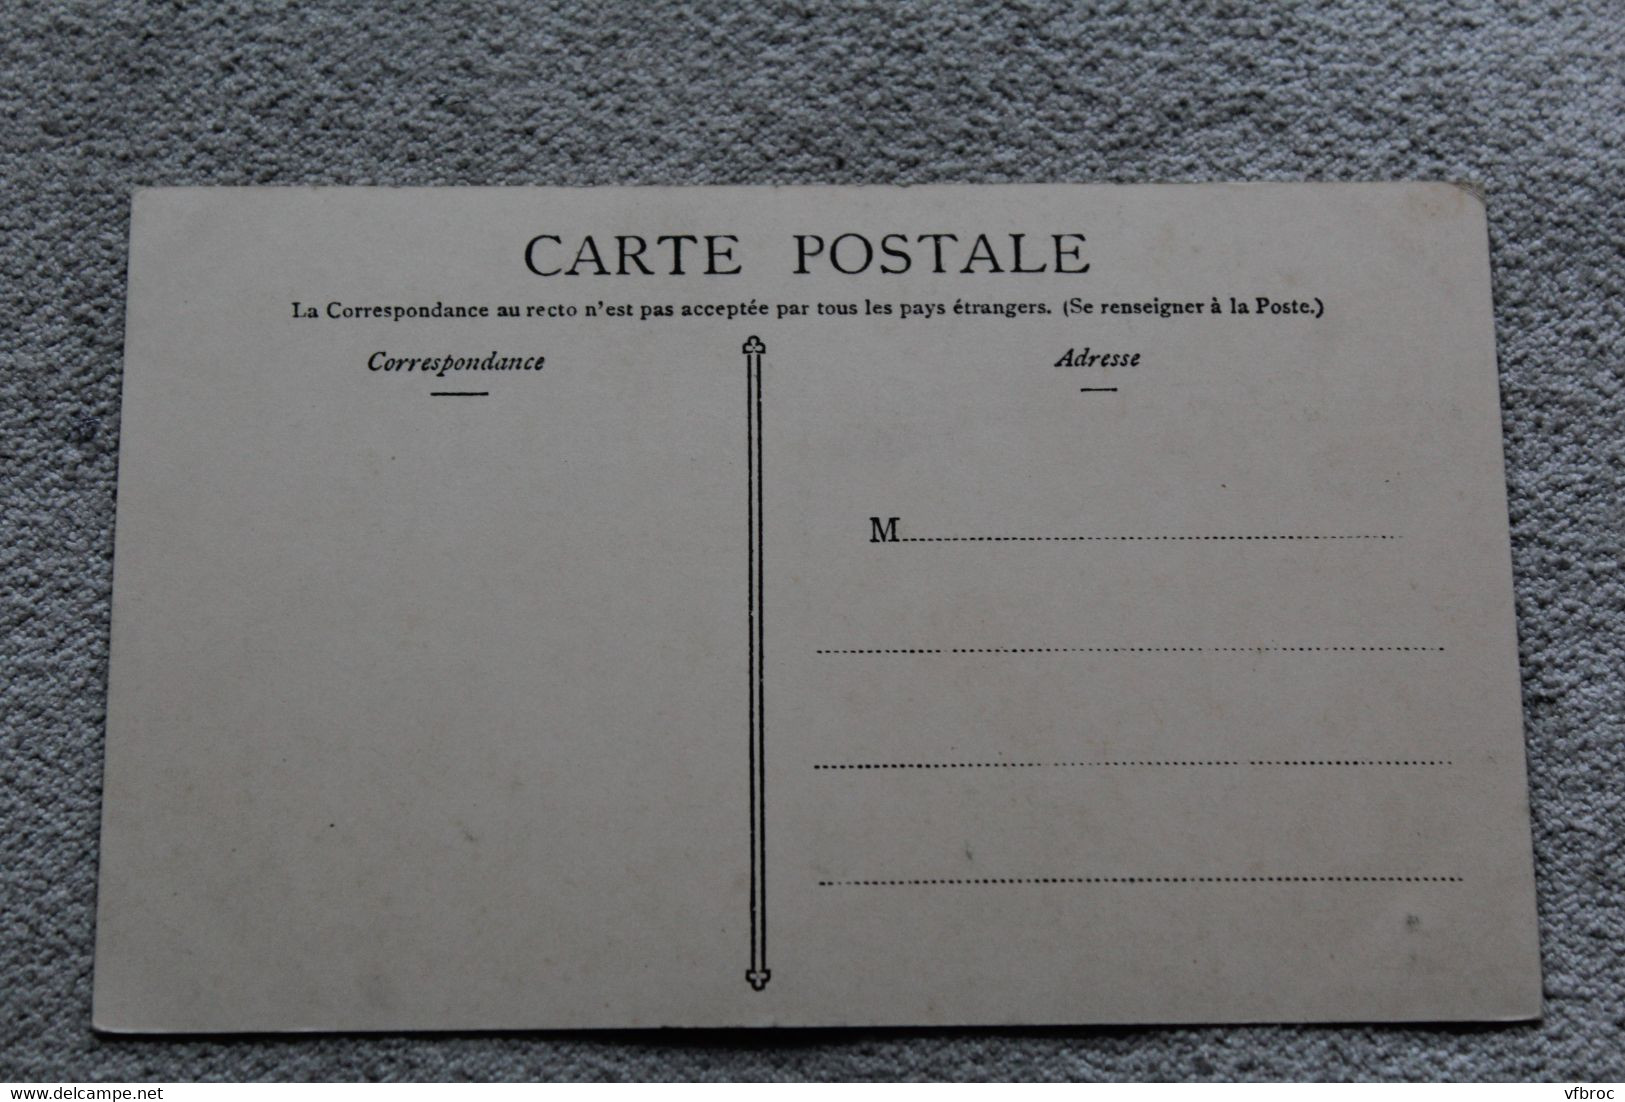 CARTE POSTALE
La Correspondance au recto n'est pas acceptée par tous les pays étrangers. (Se renseigner à la Poste.)
Correspondance
Adresse
M
www.delcampe.net
vfbroc